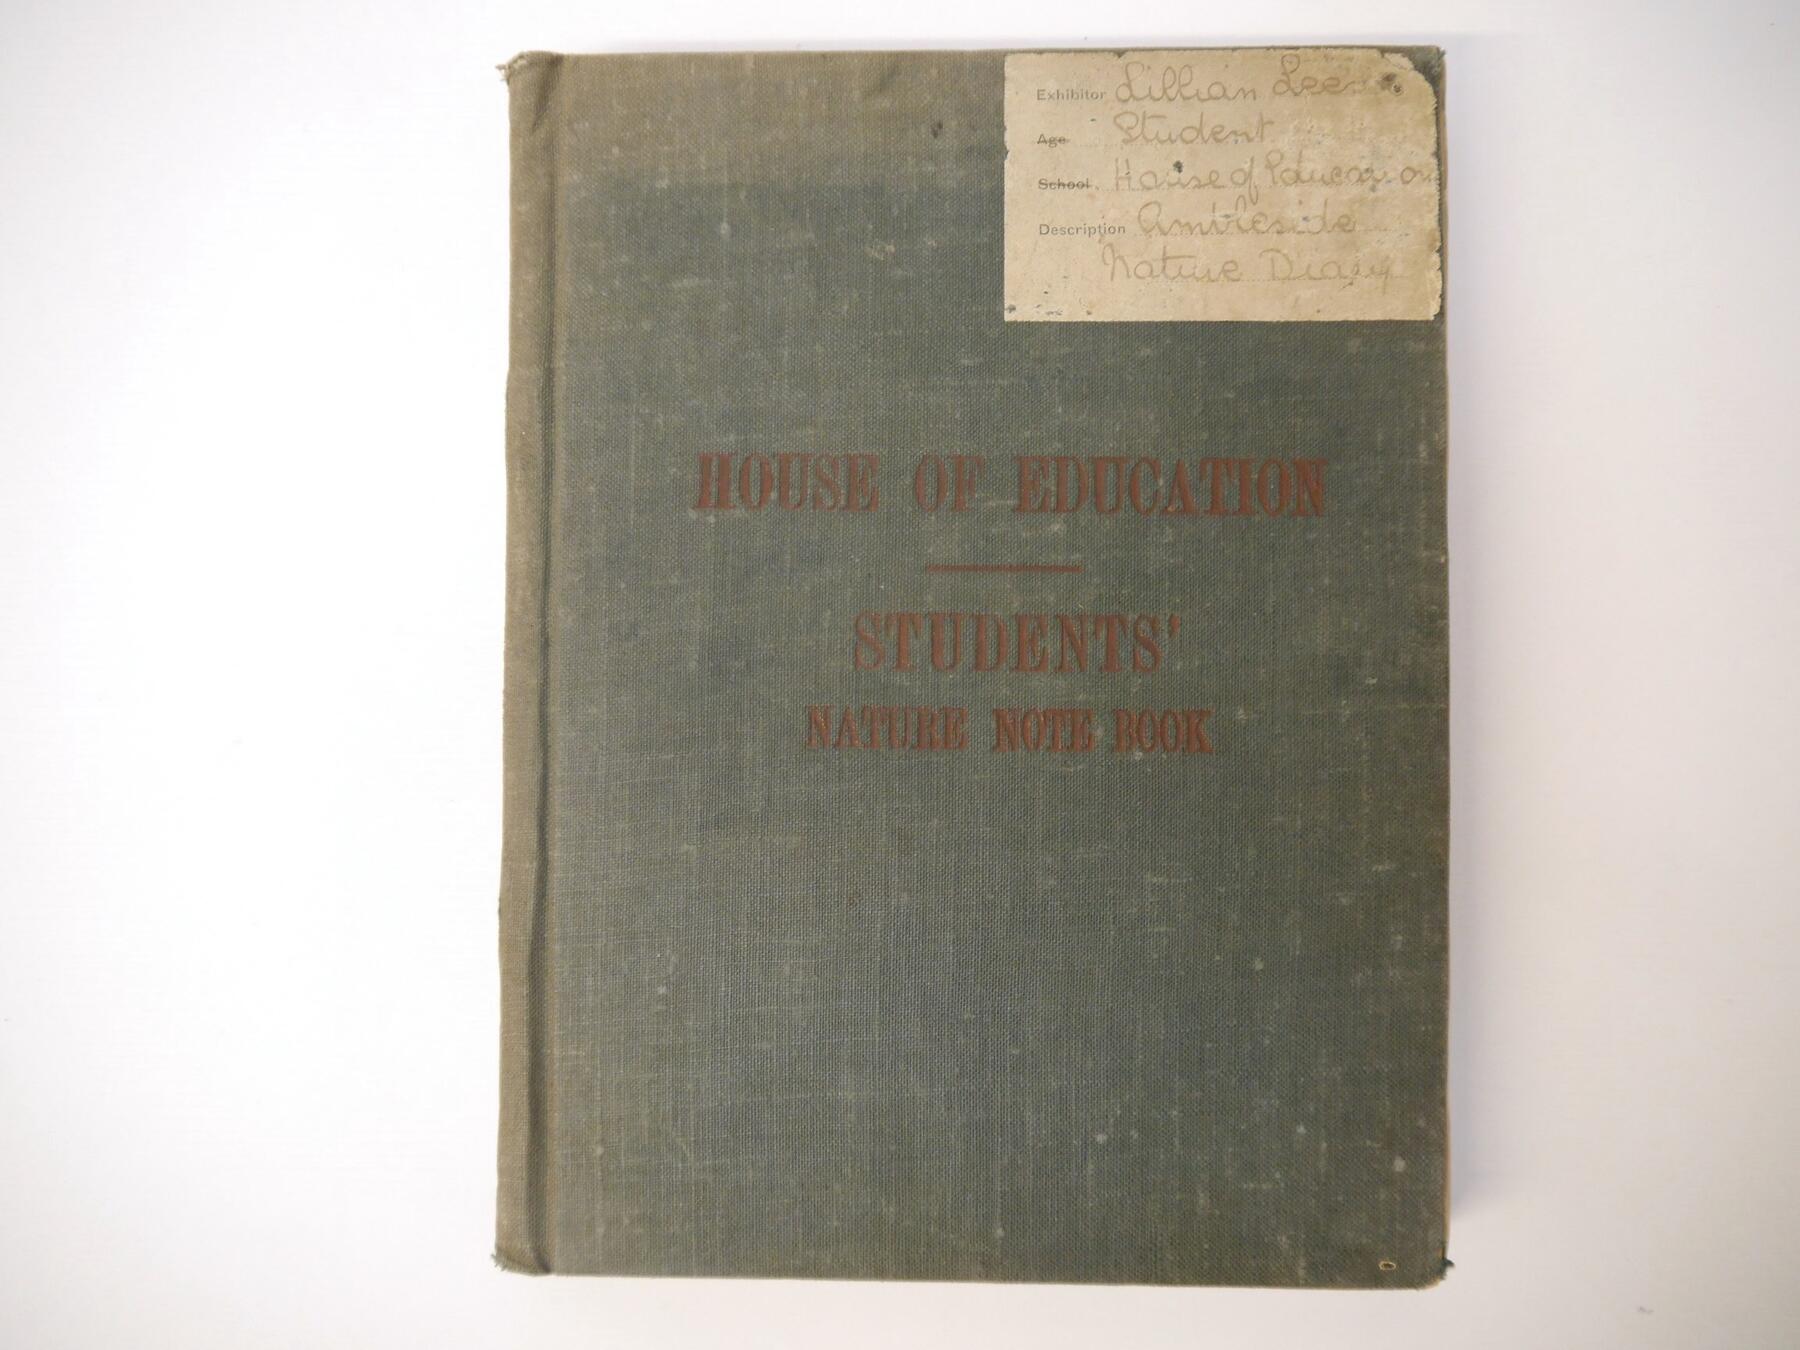 Exhibitor Lillian Lees
Age Student
School. House of Education
Description Ambleside
Nature Diary
HOUSE OF EDUCATION
STUDENTS'
NATURE NOTE BOOK